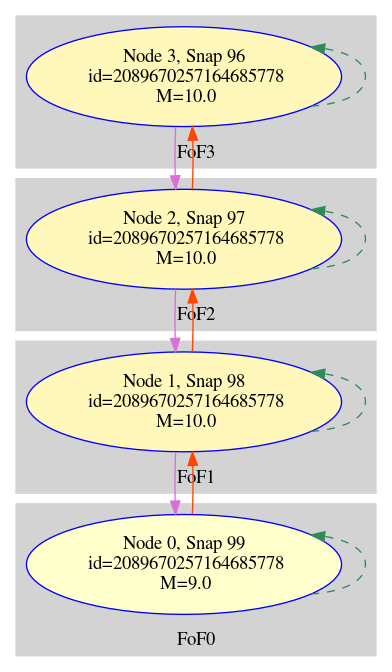 Node 3, Snap 96
id=2089670257164685778
M=10.0
FoF3
Node 2, Snap 97
id=2089670257164685778
M=10.0
FoF2
Node 1, Snap 98
id=2089670257164685778
M=10.0
FoF1
Node 0, Snap 99
id=2089670257164685778
M=9.0
FoF0